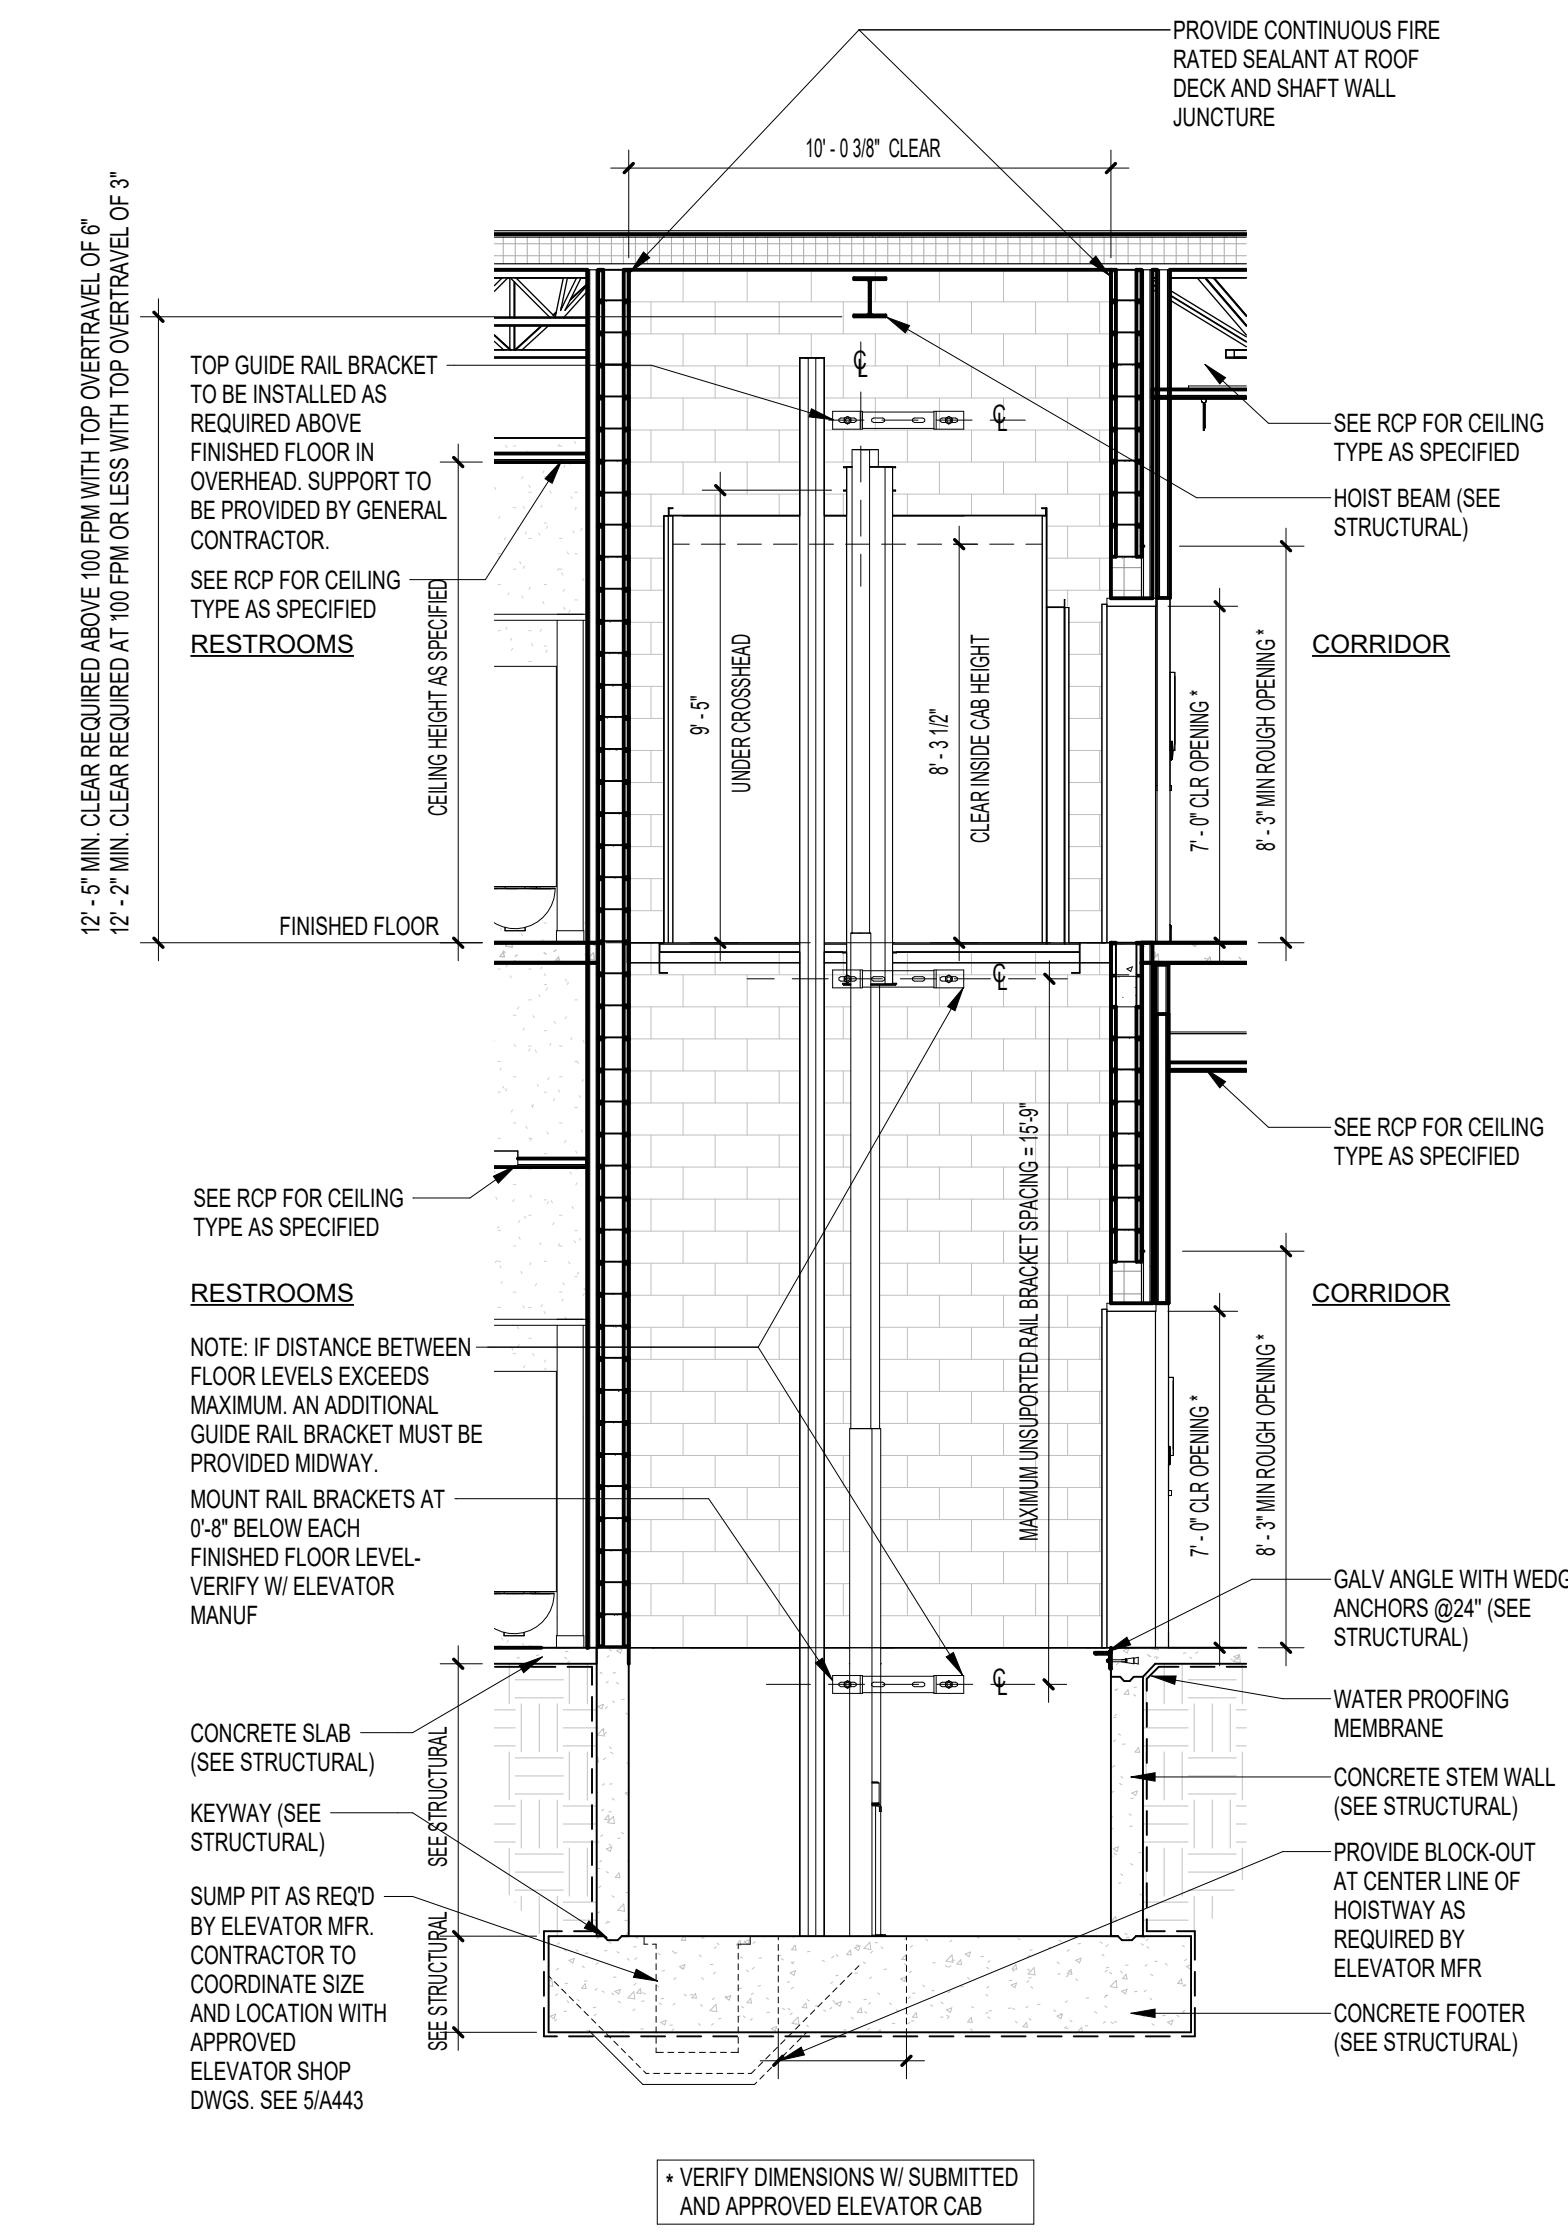 PROVIDE CONTINUOUS FIRE
RATED SEALANT AT ROOF
DECK AND SHAFT WALL
JUNCTURE
10' - 0 3/8" CLEAR
12' - 5" MIN. CLEAR REQUIRED ABOVE 100 FPM WITH TOP OVERTRAVEL OF 6"
12' - 2" MIN. CLEAR REQUIRED AT 100 FPM OR LESS WITH TOP OVERTRAVEL OF 3"
TOP GUIDE RAIL BRACKET
TO BE INSTALLED AS
REQUIRED ABOVE
FINISHED FLOOR IN
OVERHEAD. SUPPORT TO
BE PROVIDED BY GENERAL
CONTRACTOR.
SEE RCP FOR CEILING
TYPE AS SPECIFIED
RESTROOMS
CEILING HEIGHT AS SPECIFIED
FINISHED FLOOR
℄
℄
9' - 5"
UNDER CROSSHEAD
8' - 3 1/2"
CLEAR INSIDE CAB HEIGHT
SEE RCP FOR CEILING
TYPE AS SPECIFIED
HOIST BEAM (SEE
STRUCTURAL)
CORRIDOR
7' - 0" CLR OPENING *
8' - 3" MIN ROUGH OPENING *
℄
MAXIMUM UNSUPORTED RAIL BRACKET SPACING = 15'-9"
SEE RCP FOR CEILING
TYPE AS SPECIFIED
SEE RCP FOR CEILING
TYPE AS SPECIFIED
RESTROOMS
CORRIDOR
NOTE: IF DISTANCE BETWEEN
FLOOR LEVELS EXCEEDS
MAXIMUM. AN ADDITIONAL
GUIDE RAIL BRACKET MUST BE
PROVIDED MIDWAY.
MOUNT RAIL BRACKETS AT
0'-8" BELOW EACH
FINISHED FLOOR LEVEL-
VERIFY W/ ELEVATOR
MANUF
7' - 0" CLR OPENING *
8' - 3" MIN ROUGH OPENING *
GALV ANGLE WITH WEDG
ANCHORS @24" (SEE
STRUCTURAL)
℄
WATER PROOFING
MEMBRANE
CONCRETE SLAB
(SEE STRUCTURAL)
SEE STRUCTURAL
CONCRETE STEM WALL
(SEE STRUCTURAL)
KEYWAY (SEE
STRUCTURAL)
PROVIDE BLOCK-OUT
AT CENTER LINE OF
HOISTWAY AS
REQUIRED BY
ELEVATOR MFR
SUMP PIT AS REQ'D
BY ELEVATOR MFR.
CONTRACTOR TO
COORDINATE SIZE
AND LOCATION WITH
APPROVED
ELEVATOR SHOP
DWGS. SEE 5/A443
SEE STRUCTURAL
CONCRETE FOOTER
(SEE STRUCTURAL)
* VERIFY DIMENSIONS W/ SUBMITTED
AND APPROVED ELEVATOR CAB